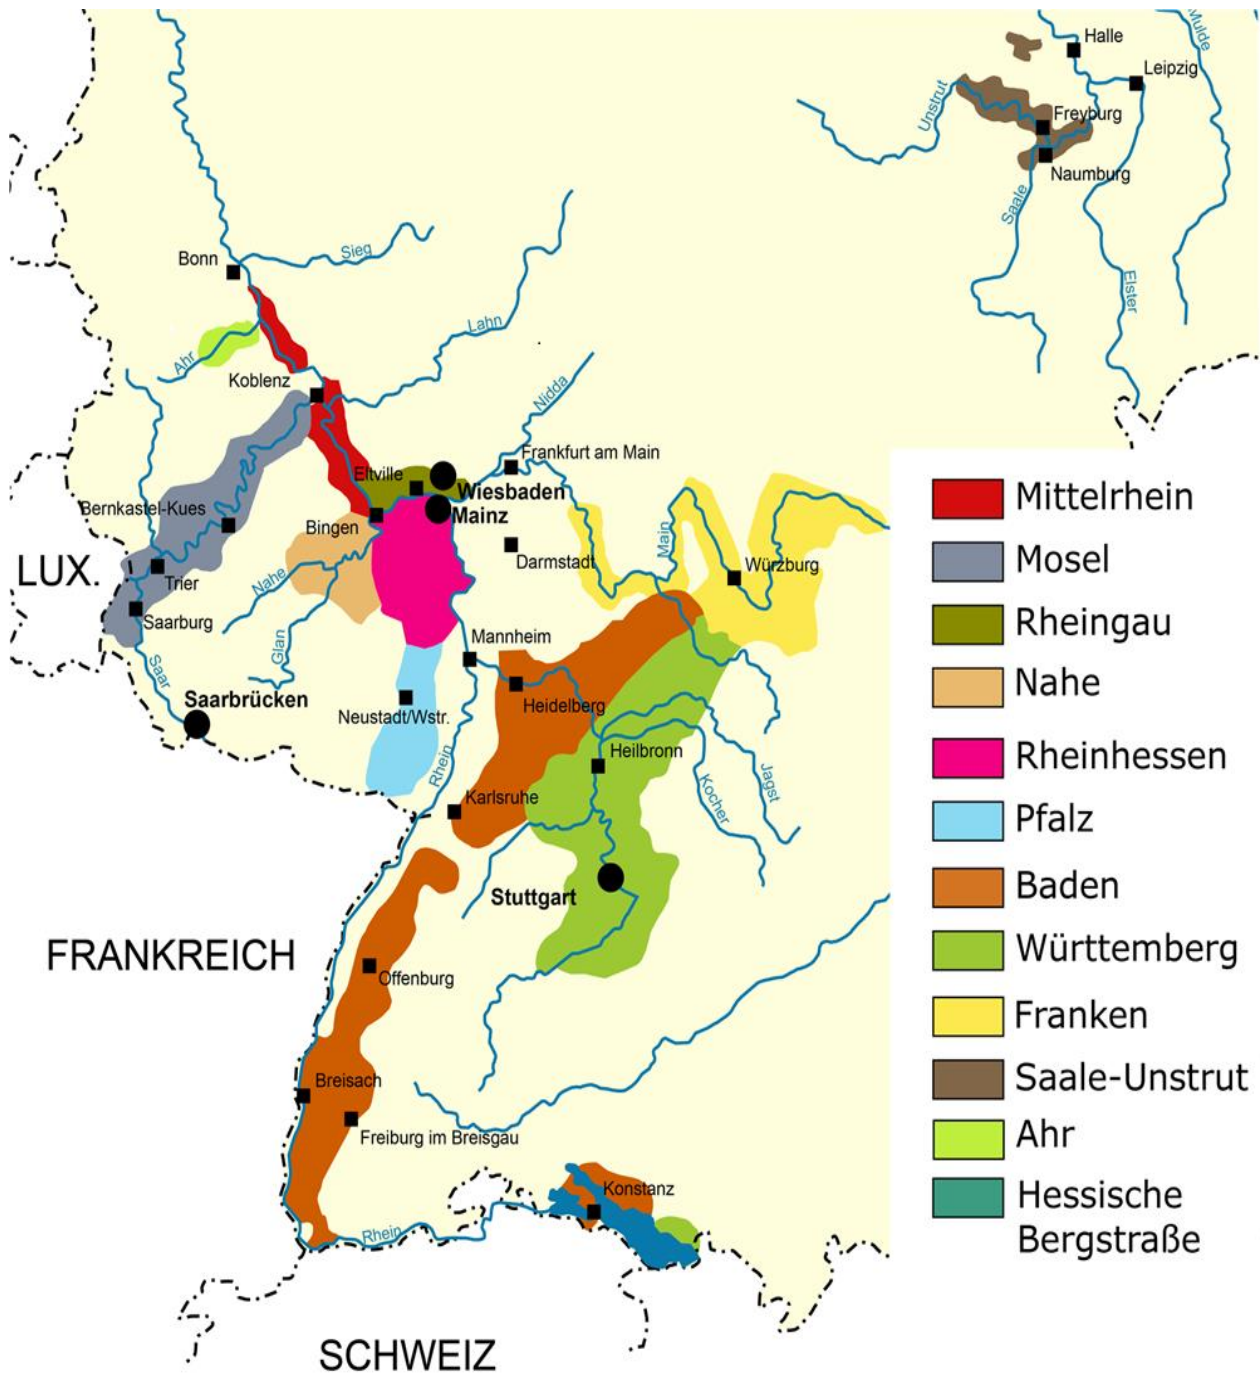 Halle
Mulde
Leipzig
Unstrut
Freyburg
Naumburg
Saale
Elster
Bonn
Sieg
Lahn
Ahr
Koblenz
Nidda
Frankfurt am Main
Eltville
Wiesbaden
Mainz
Bernkastel-Kues
Bingen
Main
Darmstadt
Würzburg
LUX.
Trier
Nahe
Saarburg
Glan
Mannheim
Saar
Saarbrücken
Neustadt/Wstr.
Heidelberg
Rhein
Heilbronn
Jagst
Kocher
Karlsruhe
Stuttgart
FRANKREICH
Offenburg
Breisach
Freiburg im Breisgau
Konstanz
Rhein
SCHWEIZ
Mittelrhein
Mosel
Rheingau
Nahe
Rheinhessen
Pfalz
Baden
Württemberg
Franken
Saale-Unstrut
Ahr
Hessische
Bergstraße